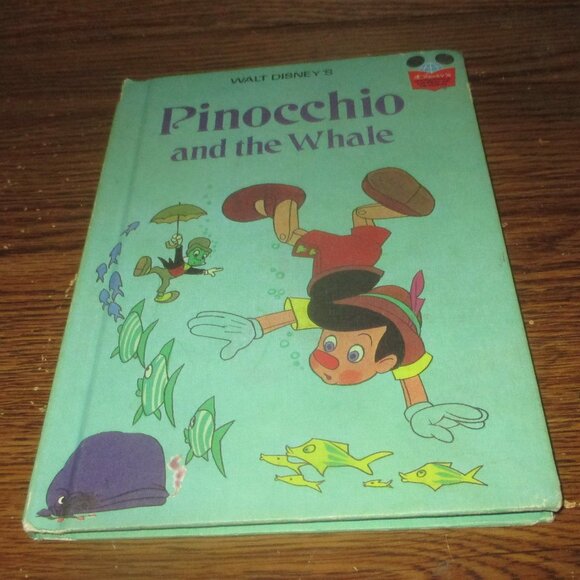 WALT DISNEY'S
Pinocchio
and the Whale